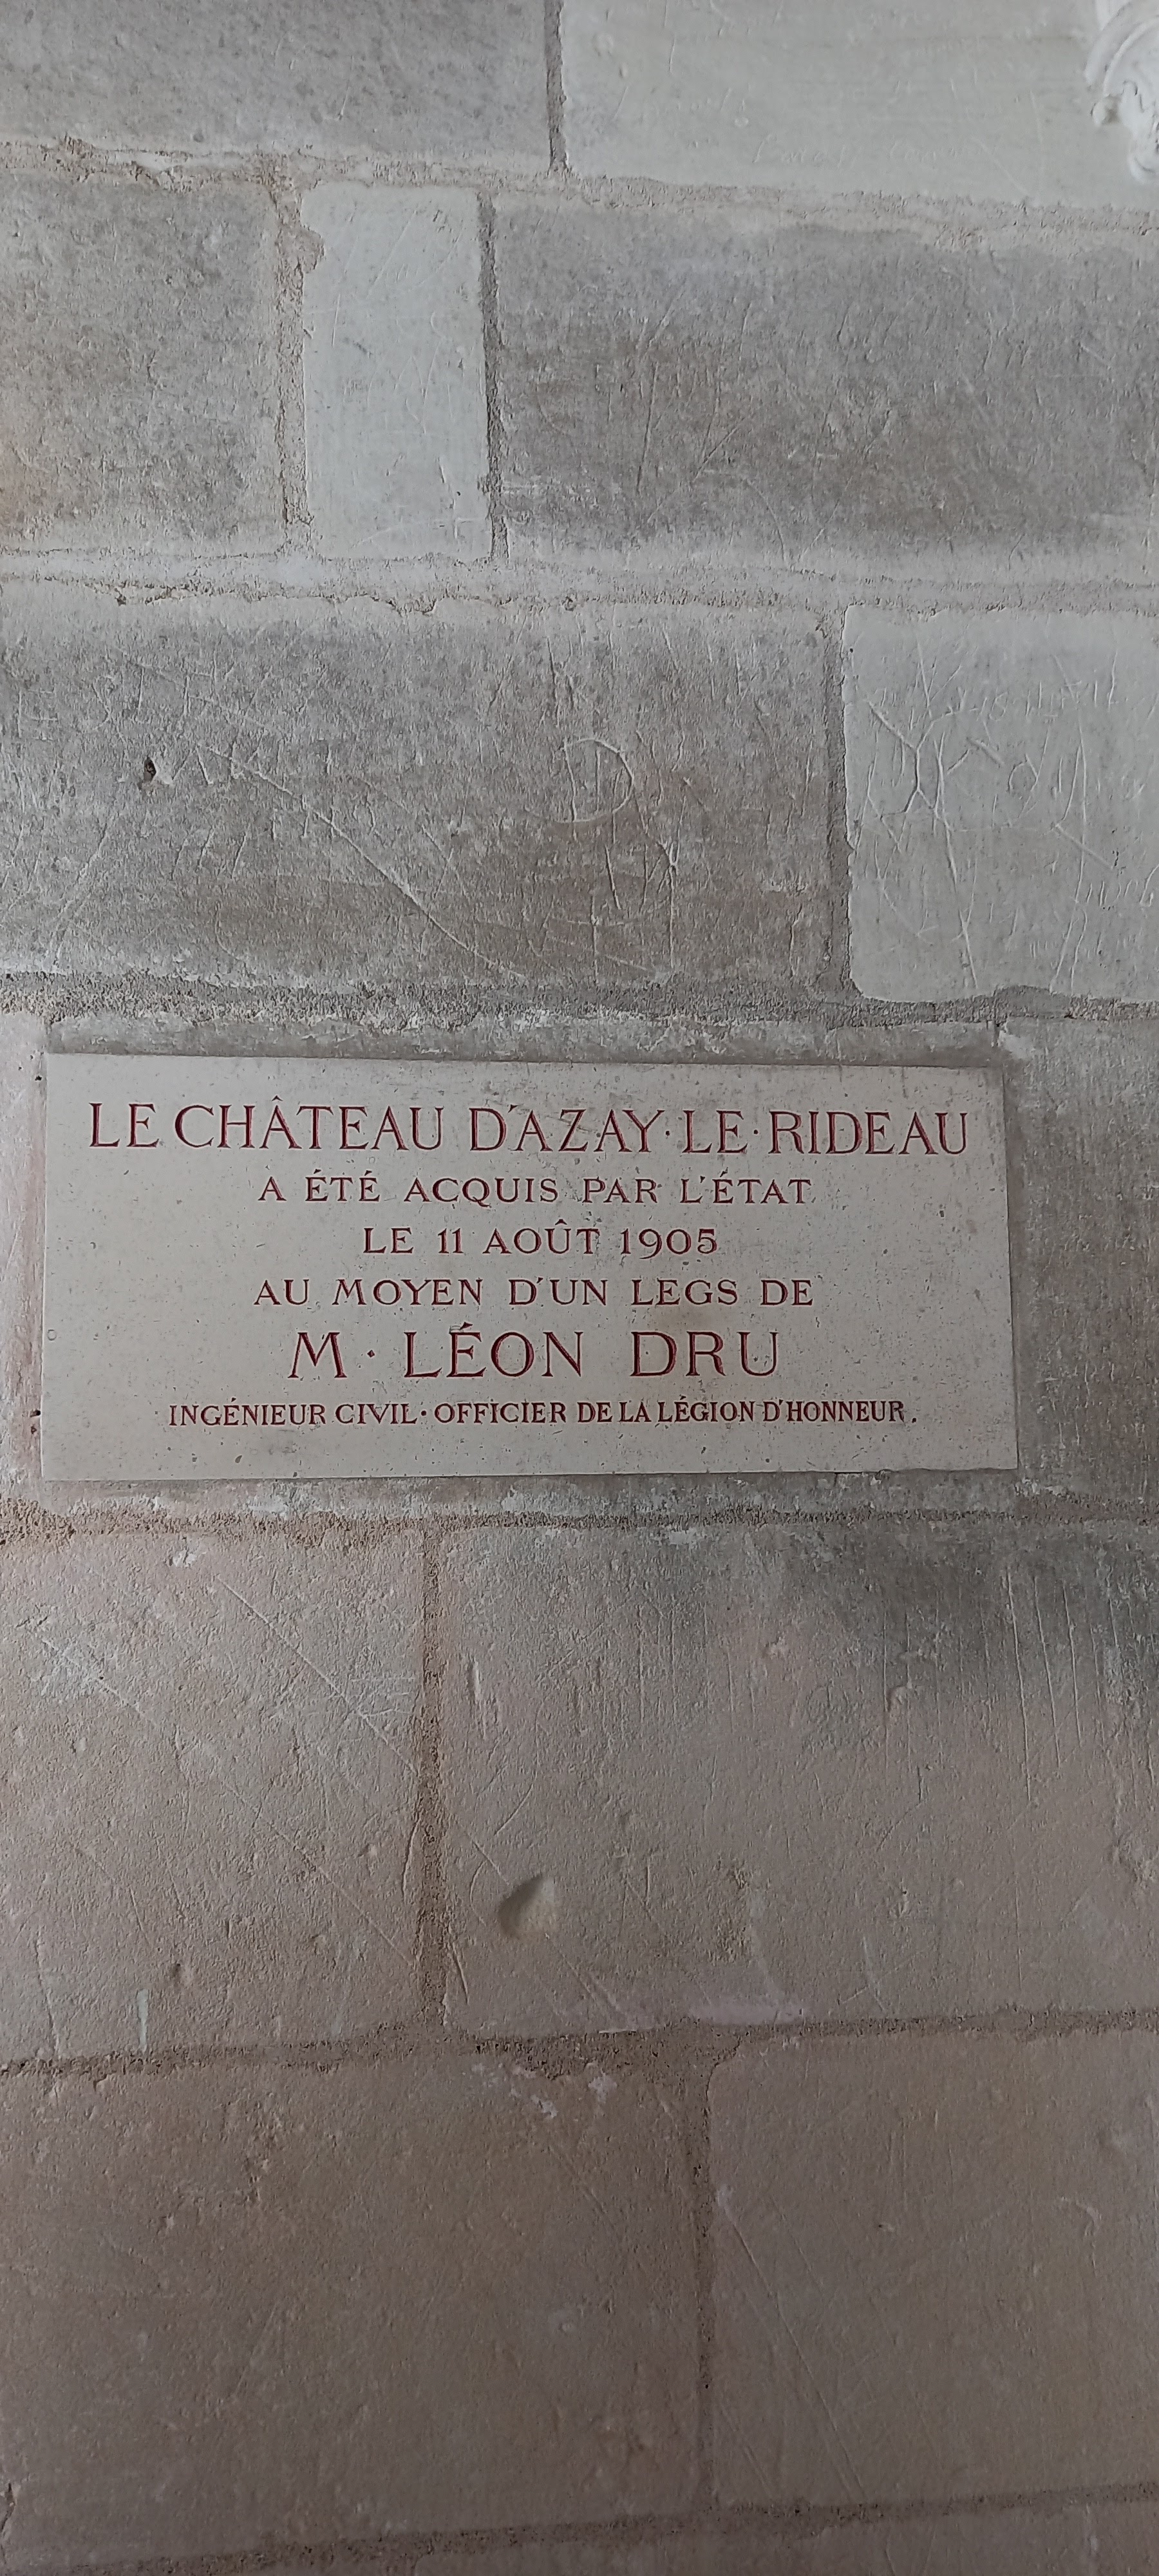 LE CHÂTEAU D'AZAY·LE·RIDEAU
A ÉTÉ ACQUIS PAR L'ÉTAT
LE 11 AOÛT 1905
AU MOYEN D'UN LEGS DE
M · LÉON DRU
INGÉNIEUR CIVIL · OFFICIER DE LA LÉGION D'HONNEUR.